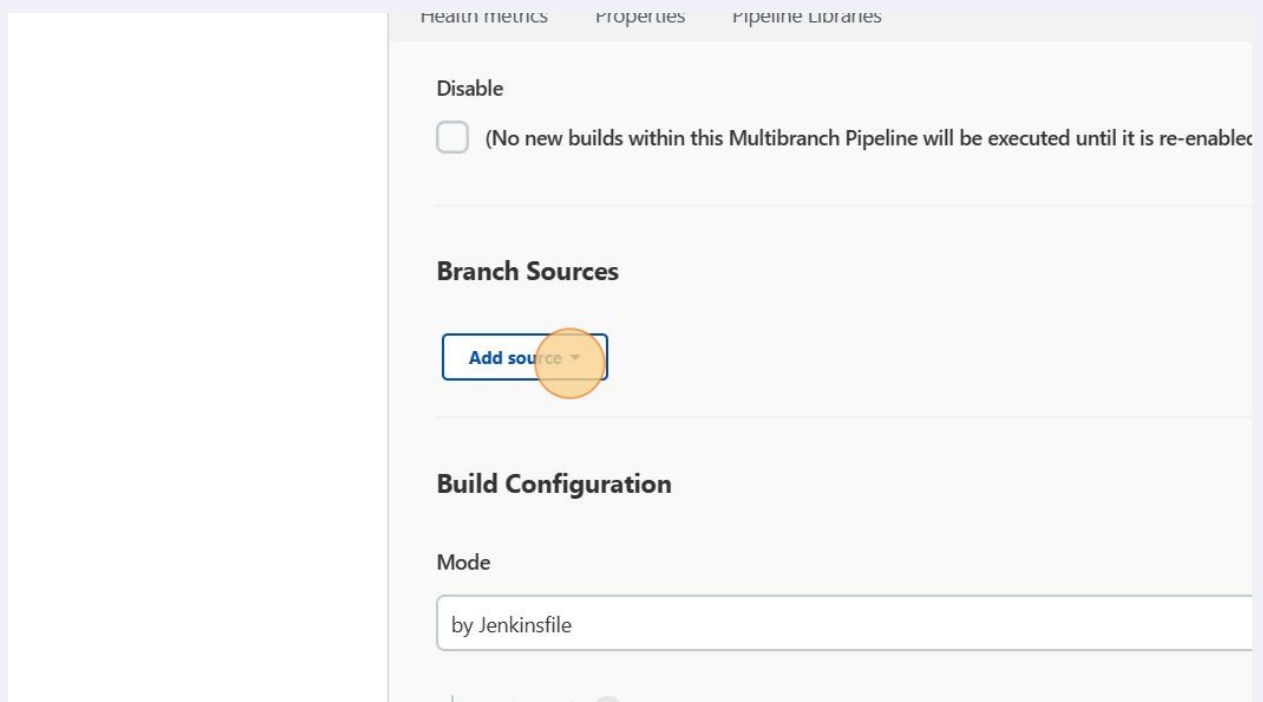 Health metrics Properties Pipeline Libraries
Disable
(No new builds within this Multibranch Pipeline will be executed until it is re-enabled
Branch Sources
Add source
Build Configuration
Mode
by Jenkinsfile